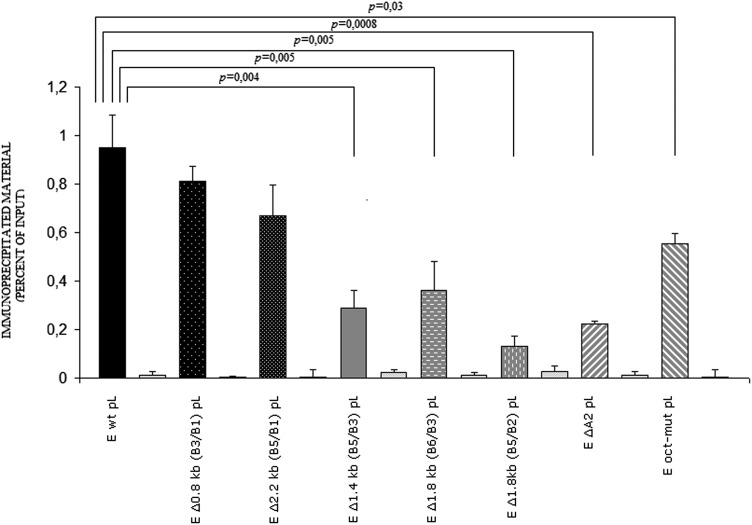 p=0,03
p=0,0008
p=0,005
p=0,005
p=0,004
IMMUNOPRECIPITATED MATERIAL
(PERCENT OF INPUT)
1,2
1
0,8
0,6
0,4
0,2
0
E wt pL
E Δ0.8 kb (B3/B1) pL
E Δ2.2 kb (B5/B1) pL
E Δ1.4 kb (B5/B3) pL
E Δ1.8 kb (B6/B3) pL
E Δ1.8kb (B5/B2) pL
E ΔA2 pL
E oct-mut pL